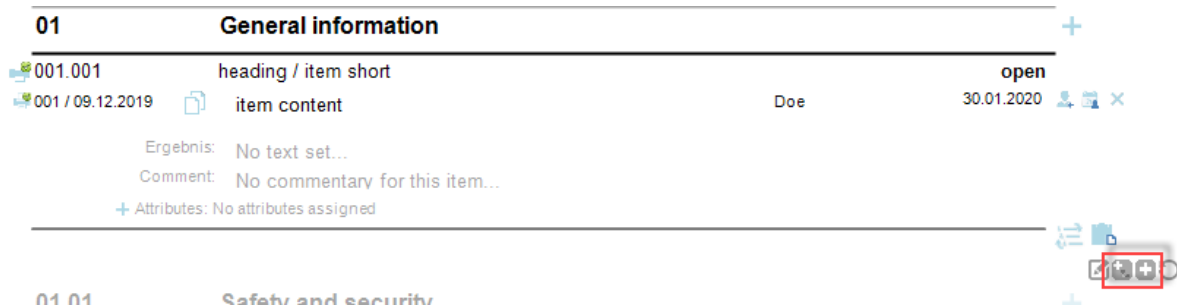 01 General information
001.001 heading / item short open
001 / 09.12.2019 item content Doe 30.01.2020
Ergebnis: No text set...
Comment: No commentary for this item...
Attributes: No attributes assigned
01.01 Safety and security